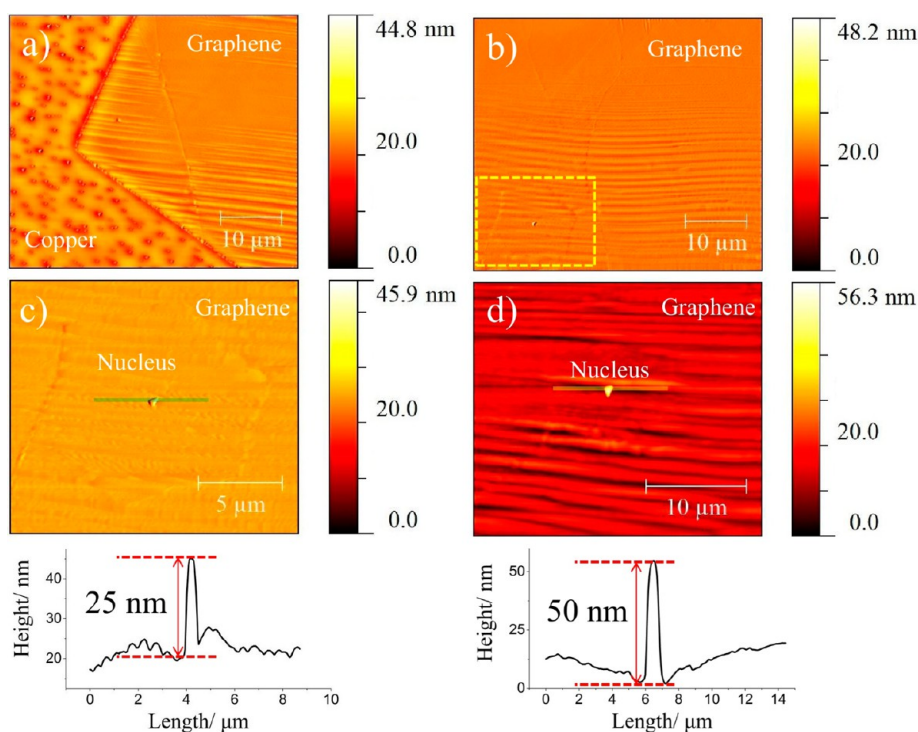 a)
Graphene
Copper
10 µm
44.8 nm
20.0
0.0
b)
Graphene
10 µm
48.2 nm
20.0
0.0
c)
Graphene
Nucleus
5 µm
45.9 nm
20.0
0.0
d)
Graphene
Nucleus
10 µm
56.3 nm
20.0
0.0
Height/ nm
40
30
20
25 nm
0 2 4 6 8 10
Length/ µm
Height/ nm
50
25
0
50 nm
0 2 4 6 8 10 12 14
Length/ µm